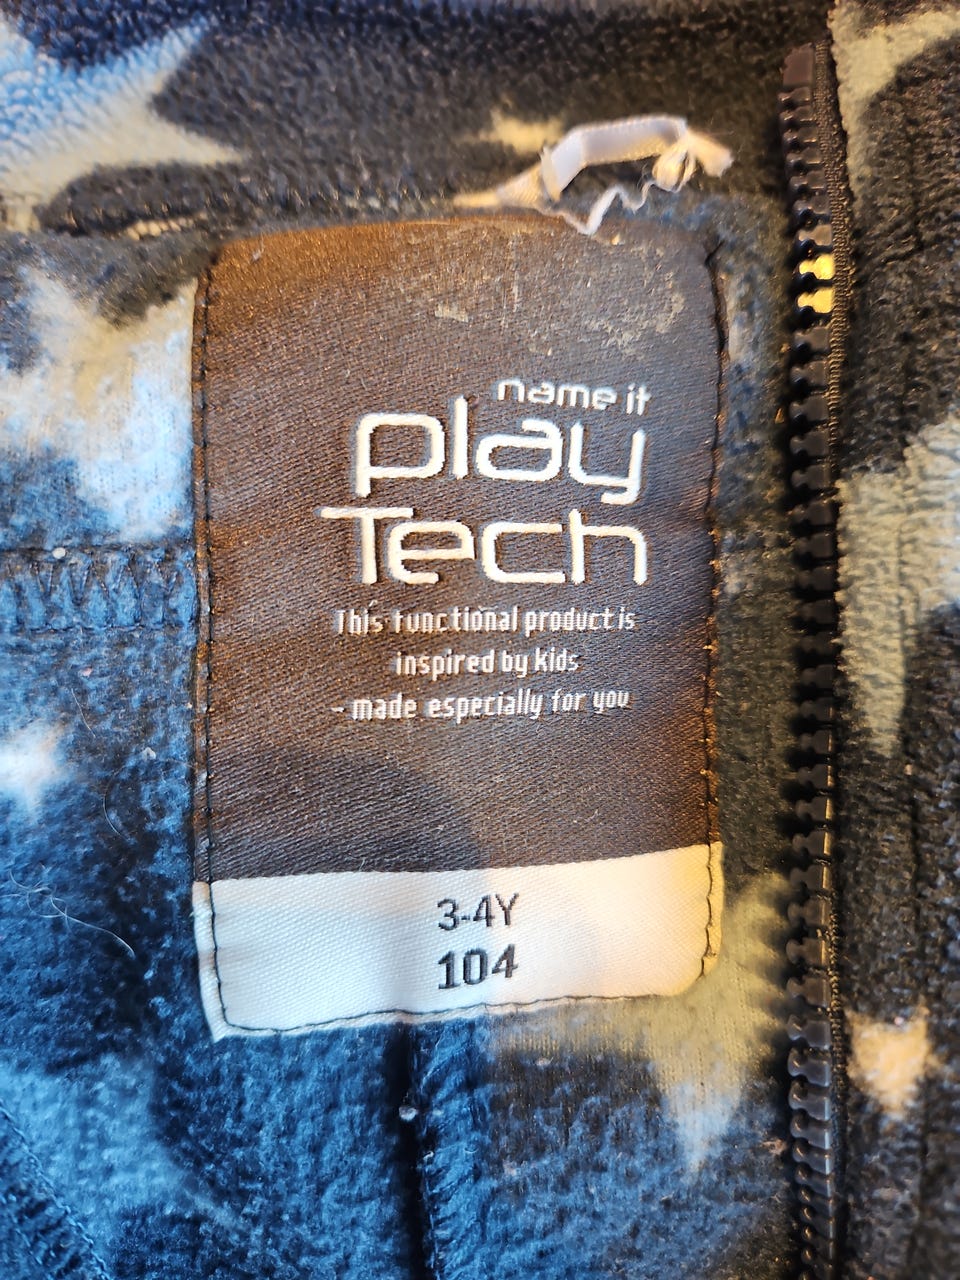 name it
play
Tech
This functional product is
inspired by kids
- made especially for you
3-4Y
104